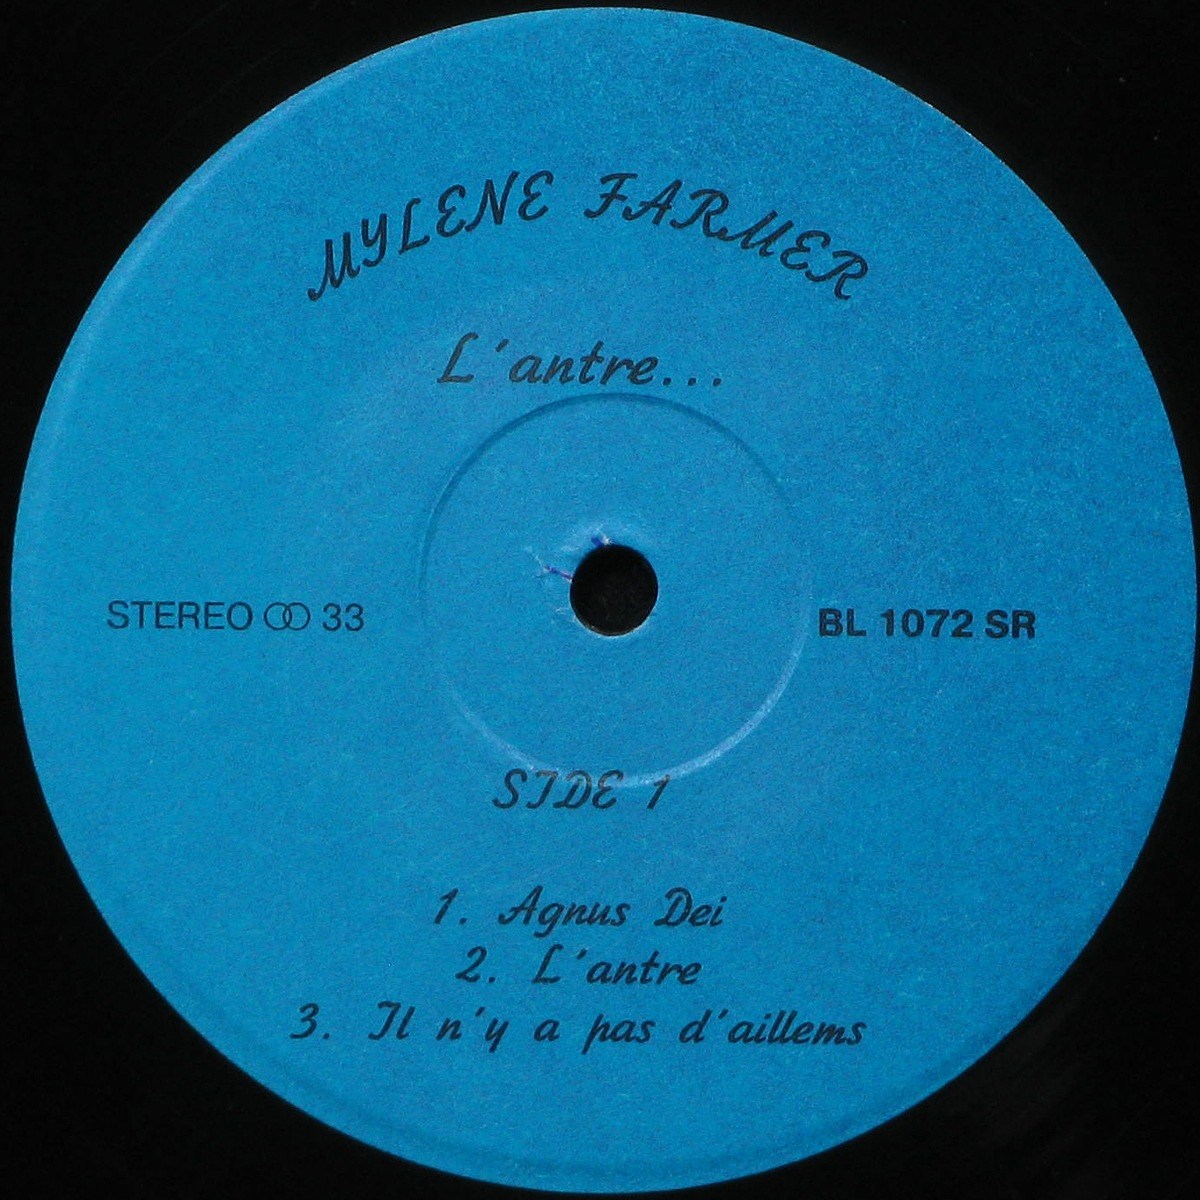 MYLENE FARMER
L'antre...
STEREO 33
BL 1072 SR
SIDE 1
1. Agnus Dei
2. L'antre
3. Il n'y a pas d'aillems